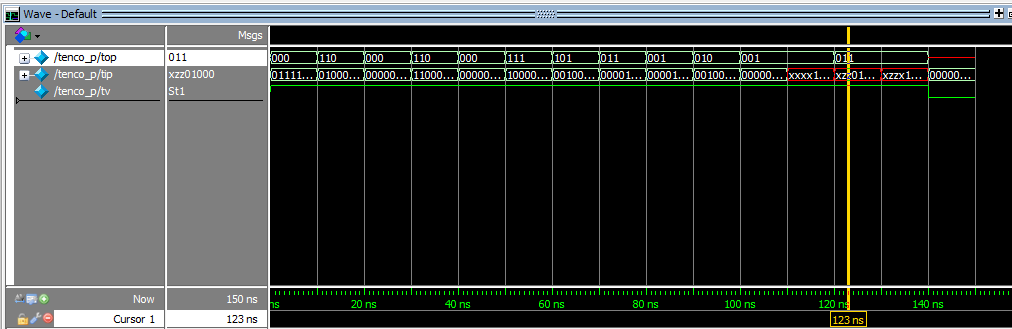 Wave - Default
Msgs
/tenco_p/top 011 000 110 000 110 000 111 101 011 001 010 001 011
/tenco_p/tip xzz01000 01111... 01000... 00000... 11000... 00000... 10000... 00100... 00001... 00001... 00100... 00000... xxxx1... xzz01... xzzx1... 00000...
/tenco_p/tv St1
Now 150 ns ns 20 ns 40 ns 60 ns 80 ns 100 ns 120 ns 140 ns
Cursor 1 123 ns 123 ns